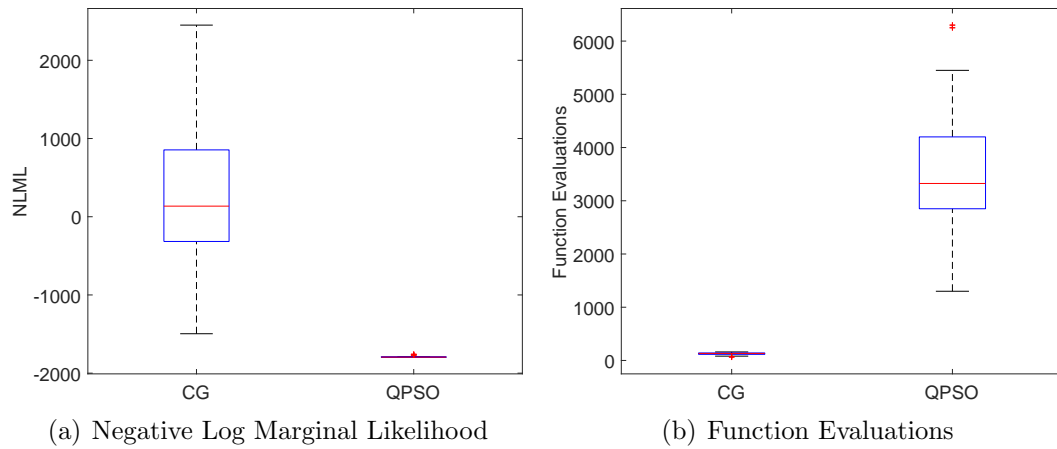 2000
1000
0
-1000
-2000
NLML
CG
QPSO
(a) Negative Log Marginal Likelihood
6000
5000
4000
3000
2000
1000
0
Function Evaluations
CG
QPSO
(b) Function Evaluations